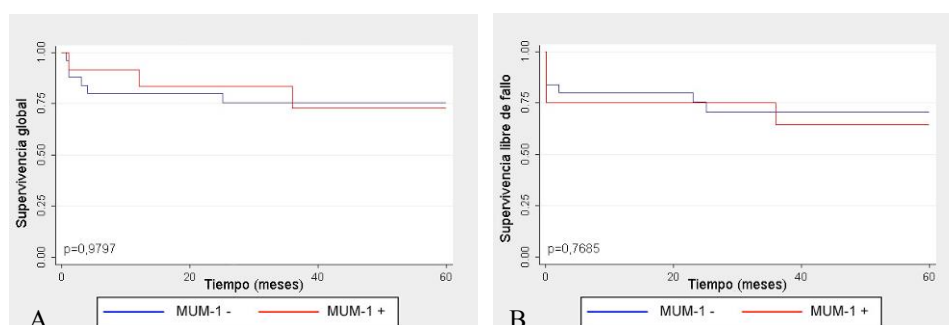 Supervivencia global
1.00
0.75
0.50
0.25
0.00
p=0,9797
0 20 40 60
Tiempo (meses)
A MUM-1 - MUM-1 +
Supervivencia libre de fallo
1.00
0.75
0.50
0.25
0.00
p=0,7685
0 20 40 60
Tiempo (meses)
B MUM-1 - MUM-1 +